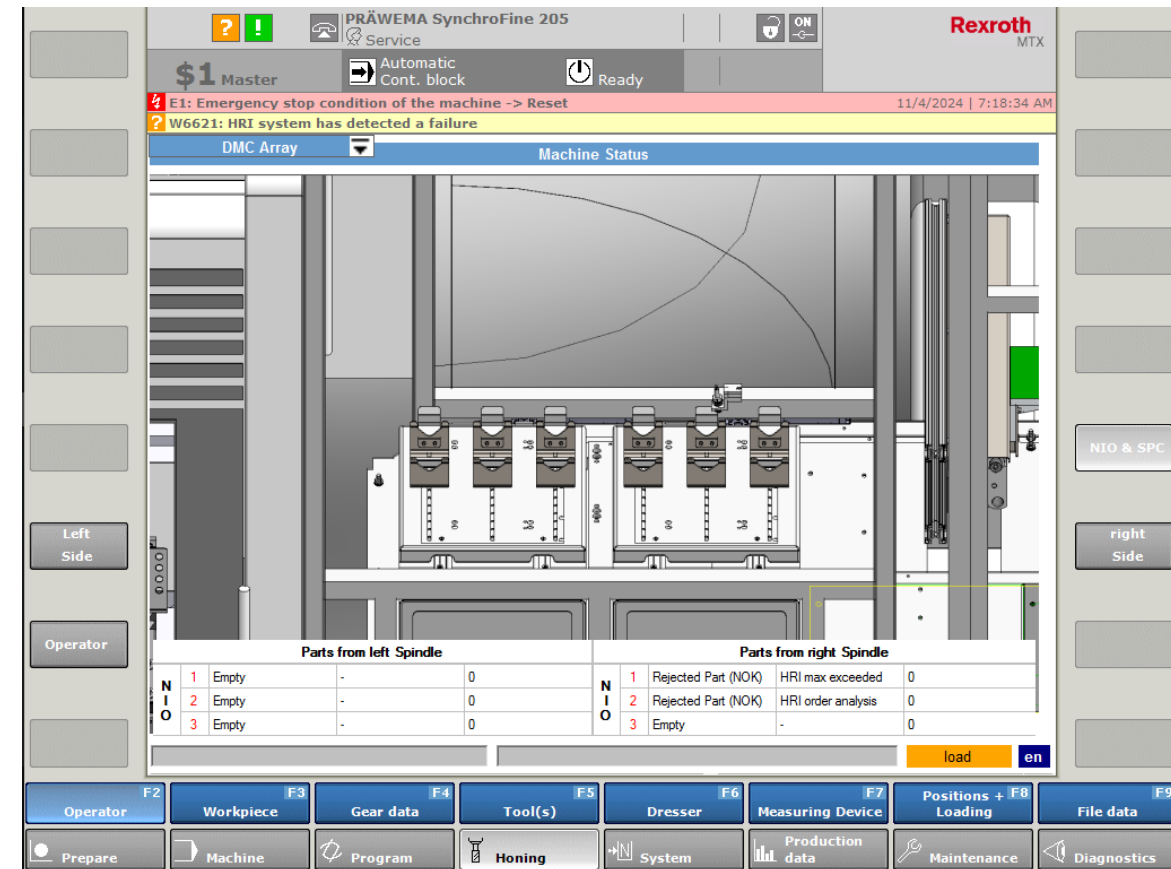 ? ! PRÄWEMA SynchroFine 205 ON Rexroth
Service MTX
$1 Master Automatic
Cont. block Ready
E1: Emergency stop condition of the machine -> Reset 11/4/2024 | 7:18:34 AM
? W6621: HRI system has detected a failure
DMC Array Machine Status
NIO & SPC
Left
Side
right
Side
Operator
Parts from left Spindle Parts from right Spindle
NIO 1 Empty - 0 NIO 1 Rejected Part (NOK) HRI max exceeded 0
2 Empty - 0 2 Rejected Part (NOK) HRI order analysis 0
3 Empty - 0 3 Empty - 0
load en
F2 Operator F3 Workpiece F4 Gear data F5 Tool(s) F6 Dresser F7 Measuring Device F8 Positions + Loading F9 File data
Prepare Machine Program Honing N System Production data Maintenance Diagnostics